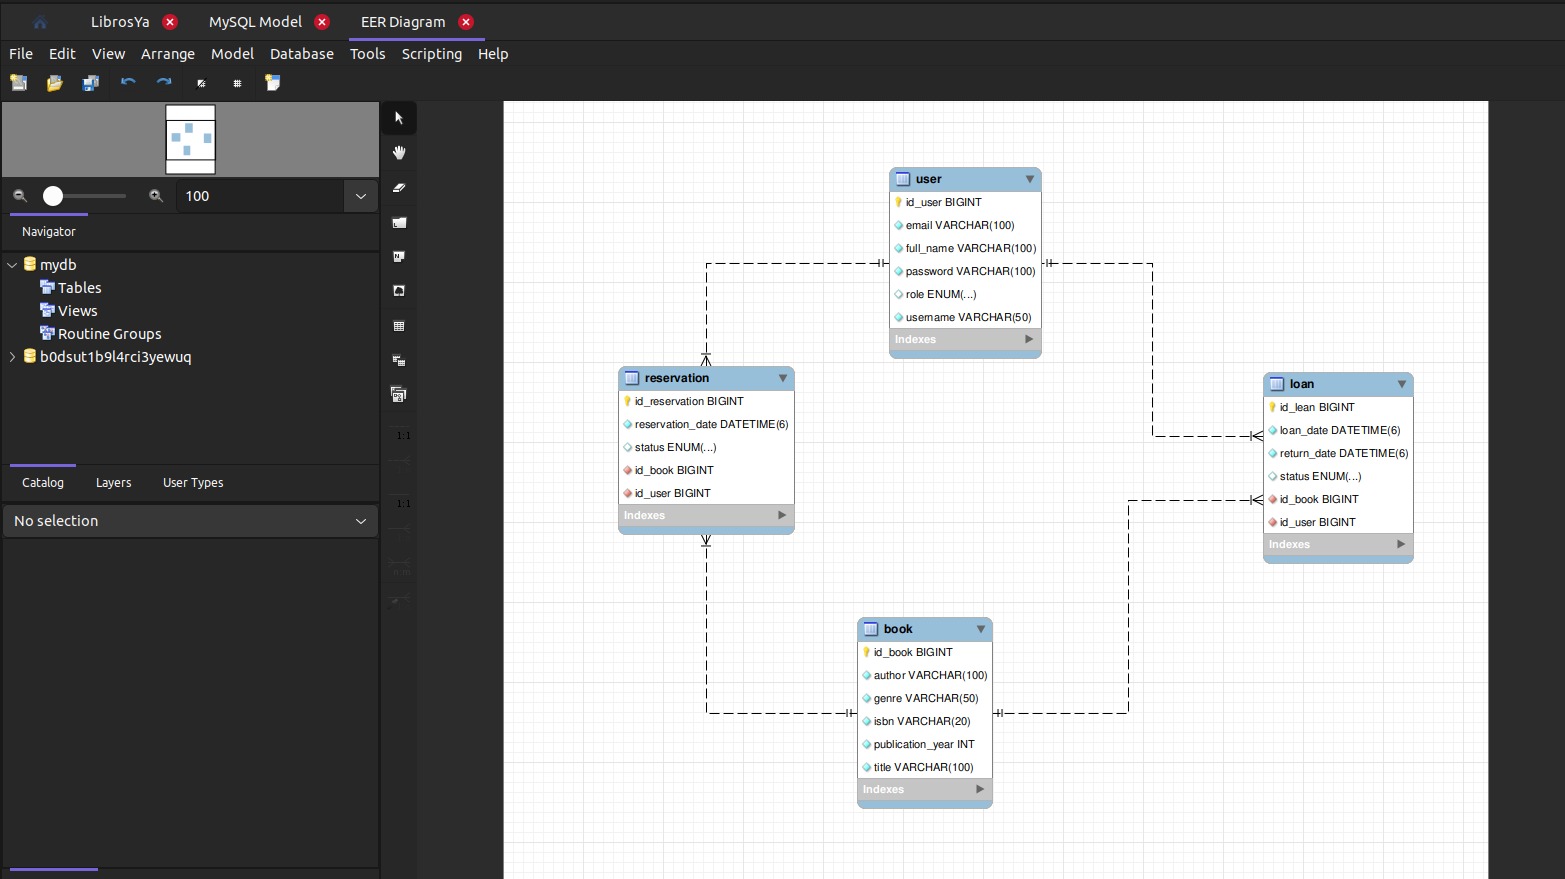 LibrosYa MySQL Model EER Diagram
File Edit View Arrange Model Database Tools Scripting Help
100
Navigator
mydb
Tables
Views
Routine Groups
b0dsut1b9l4rci3yewuq
Catalog Layers User Types
No selection
1:1
1:1
user
id_user BIGINT
email VARCHAR(100)
full_name VARCHAR(100)
password VARCHAR(100)
role ENUM(...)
username VARCHAR(50)
Indexes
reservation
id_reservation BIGINT
reservation_date DATETIME(6)
status ENUM(...)
id_book BIGINT
id_user BIGINT
Indexes
loan
id_lean BIGINT
loan_date DATETIME(6)
return_date DATETIME(6)
status ENUM(...)
id_book BIGINT
id_user BIGINT
Indexes
book
id_book BIGINT
author VARCHAR(100)
genre VARCHAR(50)
isbn VARCHAR(20)
publication_year INT
title VARCHAR(100)
Indexes